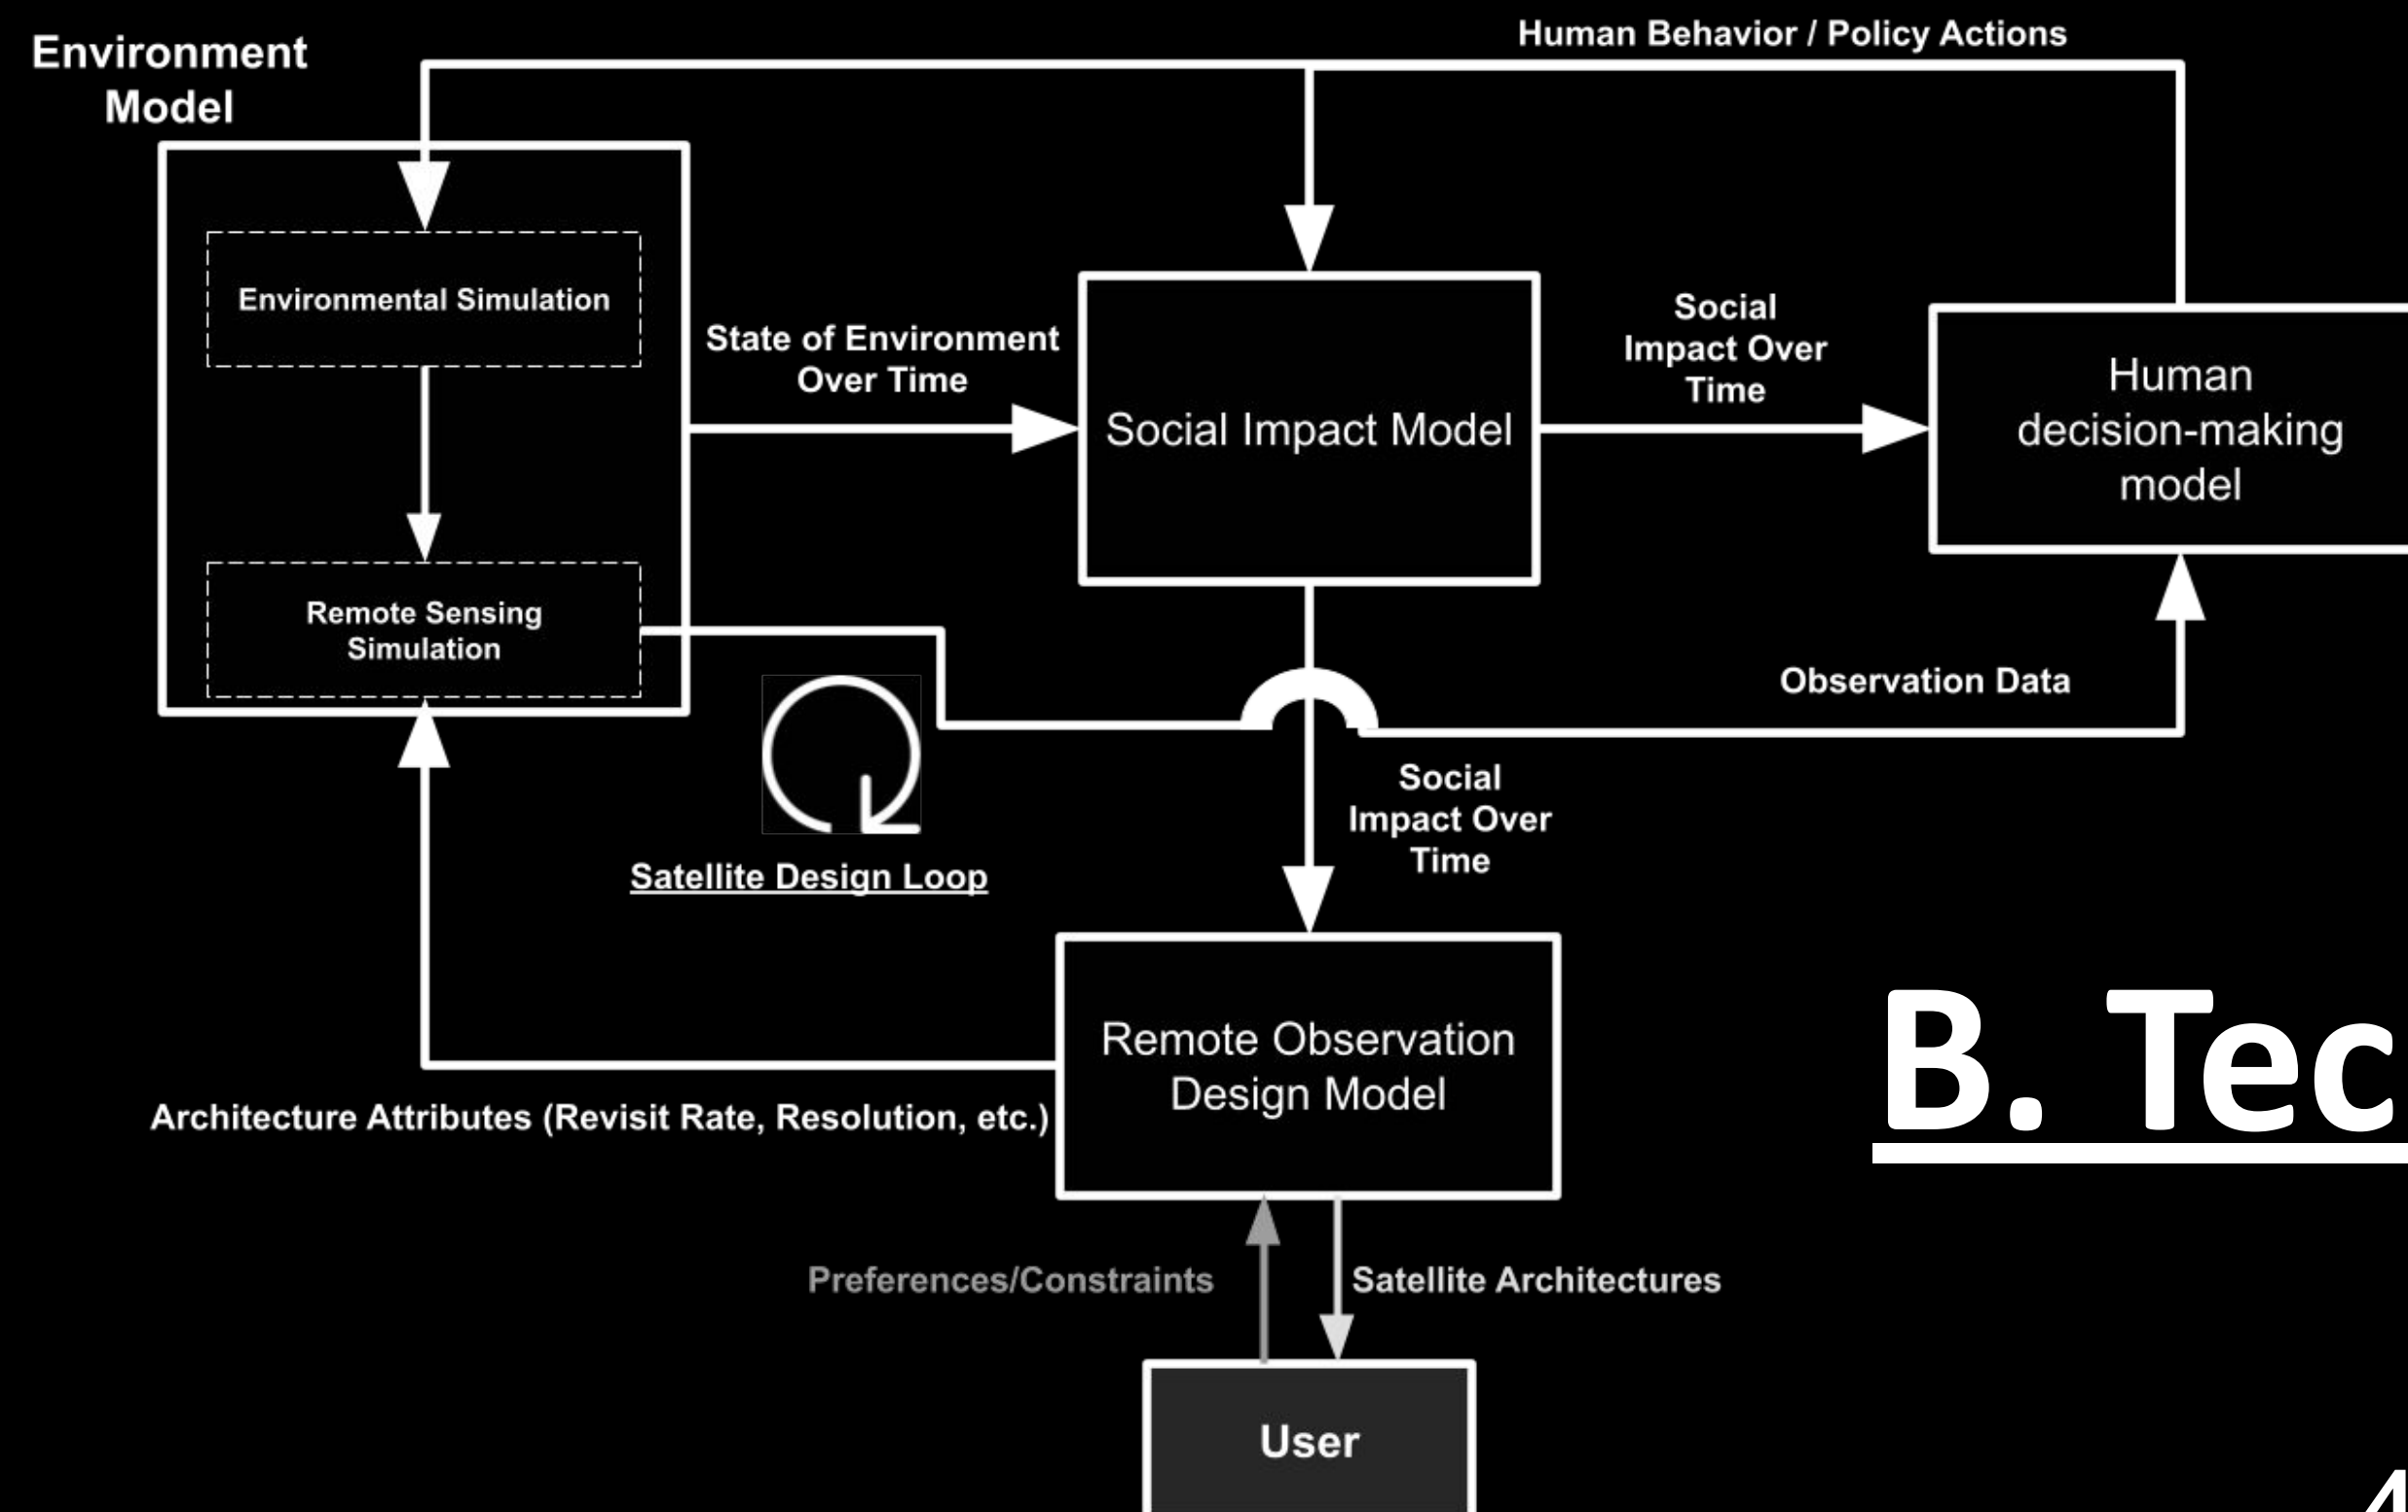 Human Behavior / Policy Actions
Environment
Model
Environmental Simulation
State of Environment
Over Time
Social Impact Model
Social
Impact Over
Time
Human
decision-making
model
Remote Sensing
Simulation
Observation Data
Satellite Design Loop
Social
Impact Over
Time
Remote Observation
Design Model
Architecture Attributes (Revisit Rate, Resolution, etc.)
B. Tec
Preferences/Constraints
Satellite Architectures
User